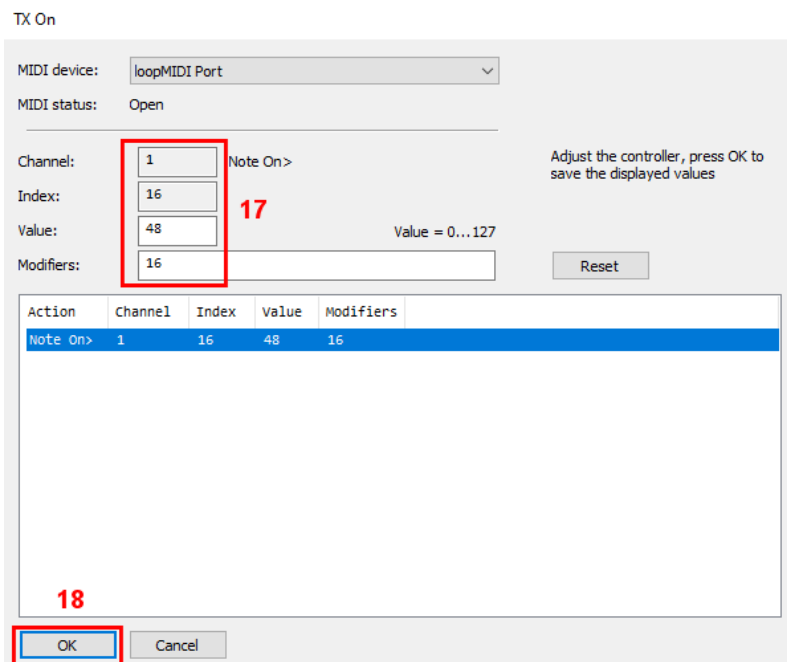 TX On
MIDI device: loopMIDI Port
MIDI status: Open
Channel: 1 Note On>
Adjust the controller, press OK to
save the displayed values
Index: 16
17
Value: 48 Value = 0...127
Modifiers: 16 Reset
Action Channel Index Value Modifiers
Note On> 1 16 48 16
18
OK Cancel